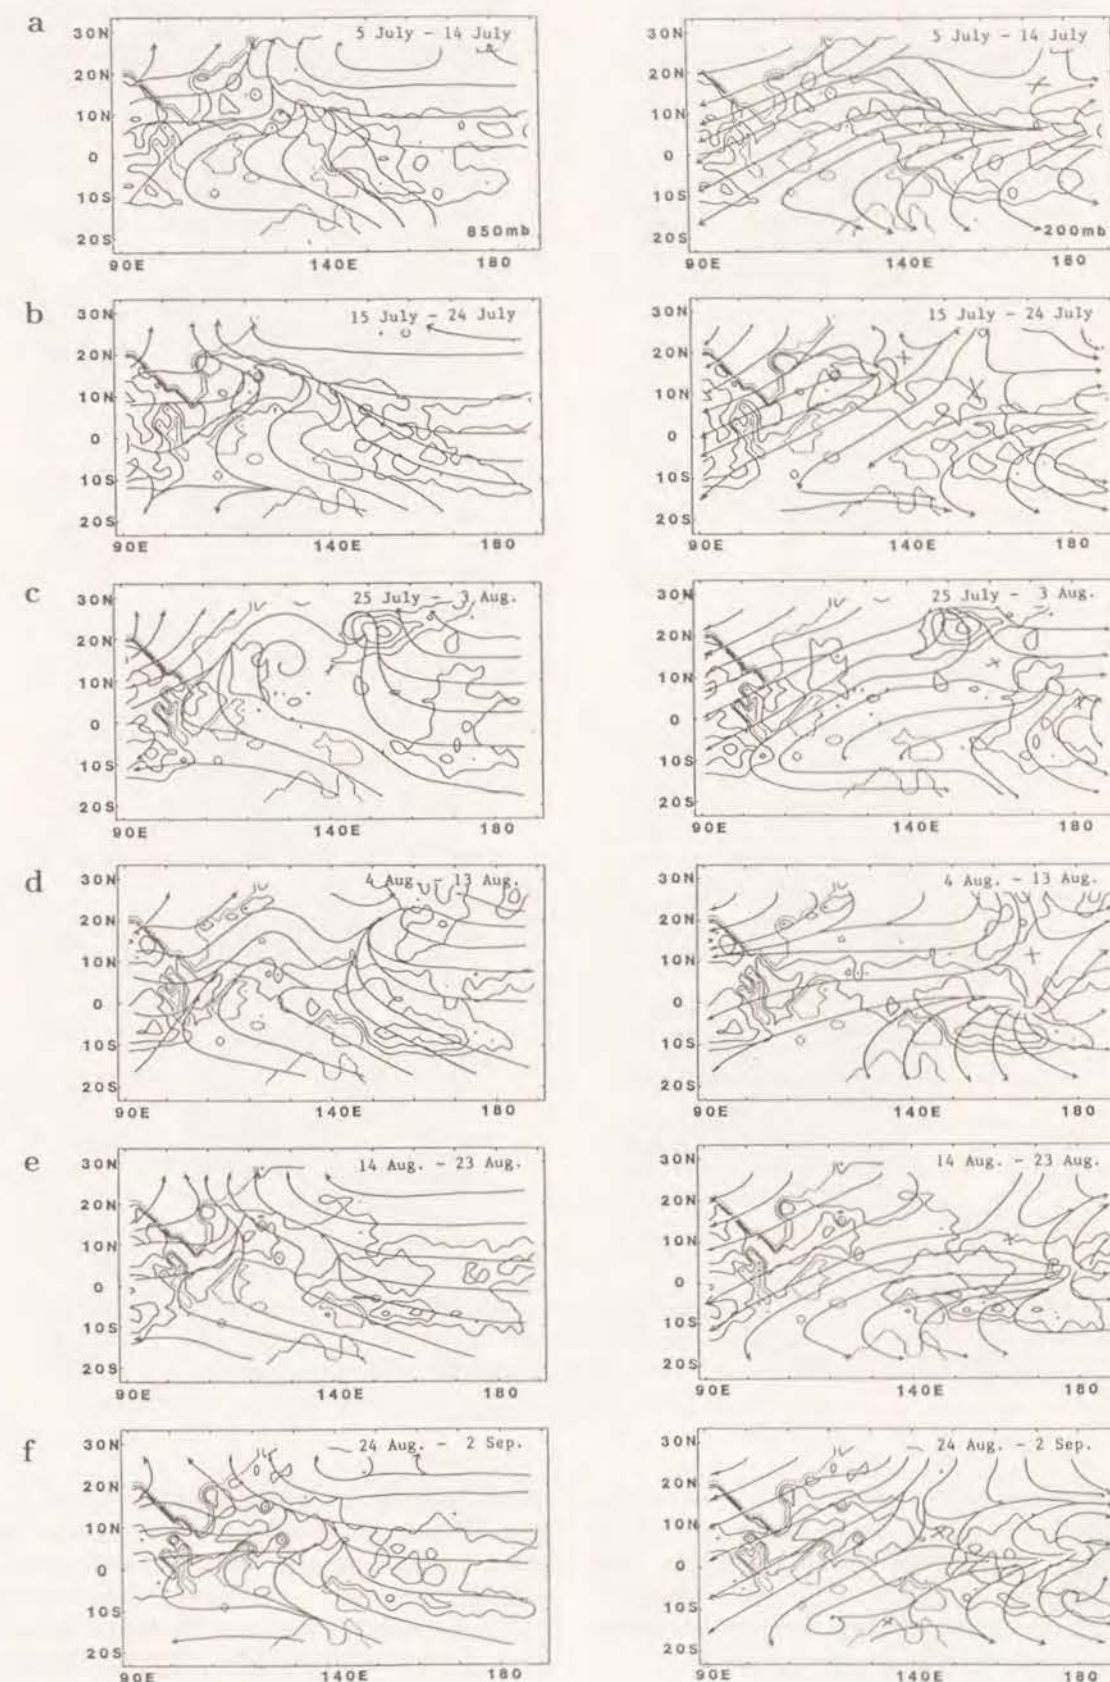 a
30N
20N
10N
0
10S
20S
5 July - 14 July
850mb
90E 140E 180
30N
20N
10N
0
10S
20S
5 July - 14 July
200mb
90E 140E 180
b
30N
20N
10N
0
10S
20S
15 July - 24 July
90E 140E 180
30N
20N
10N
0
10S
20S
15 July - 24 July
90E 140E 180
c
30N
20N
10N
0
10S
20S
25 July - 3 Aug.
90E 140E 180
30N
20N
10N
0
10S
20S
25 July - 3 Aug.
90E 140E 180
d
30N
20N
10N
0
10S
20S
4 Aug. - 13 Aug.
90E 140E 180
30N
20N
10N
0
10S
20S
4 Aug. - 13 Aug.
90E 140E 180
e
30N
20N
10N
0
10S
20S
14 Aug. - 23 Aug.
90E 140E 180
30N
20N
10N
0
10S
20S
14 Aug. - 23 Aug.
90E 140E 180
f
30N
20N
10N
0
10S
20S
24 Aug. - 2 Sep.
90E 140E 180
30N
20N
10N
0
10S
20S
24 Aug. - 2 Sep.
90E 140E 180